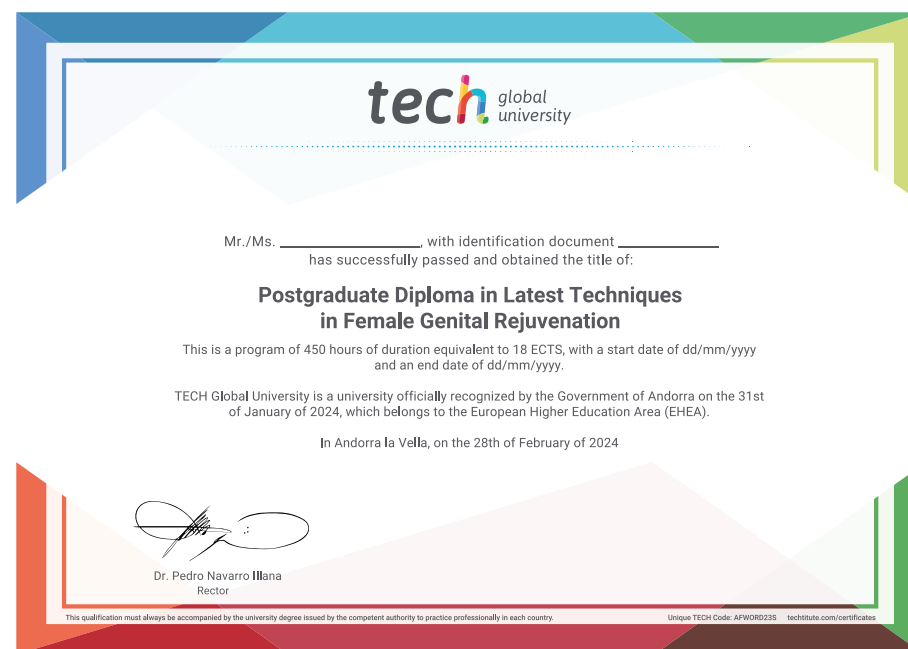 tech global
university
Mr./Ms. ____________________, with identification document ______________
has successfully passed and obtained the title of:
Postgraduate Diploma in Latest Techniques
in Female Genital Rejuvenation
This is a program of 450 hours of duration equivalent to 18 ECTS, with a start date of dd/mm/yyyy
and an end date of dd/mm/yyyy.
TECH Global University is a university officially recognized by the Government of Andorra on the 31st
of January of 2024, which belongs to the European Higher Education Area (EHEA).
In Andorra la Vella, on the 28th of February of 2024
Dr. Pedro Navarro Illana
Rector
This qualification must always be accompanied by the university degree issued by the competent authority to practice professionally in each country.
Unique TECH Code: AFWORD23S techtitute.com/certificates